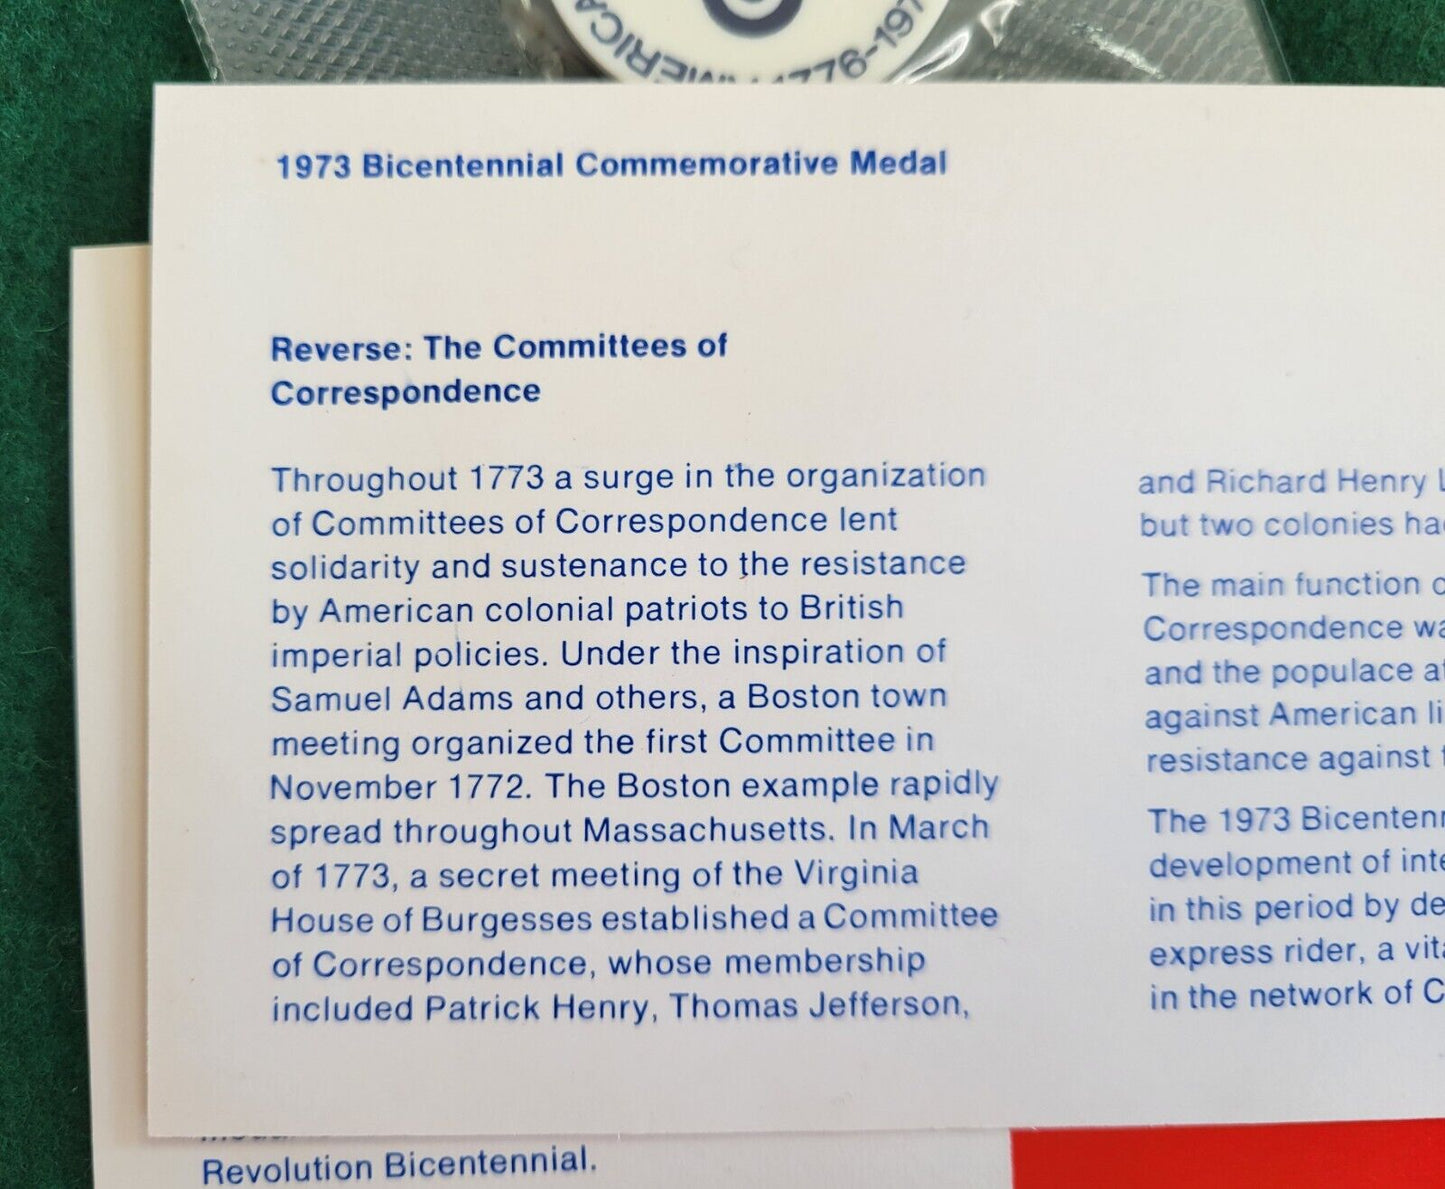 1776-197
1973 Bicentennial Commemorative Medal
Reverse: The Committees of
Correspondence
Throughout 1773 a surge in the organization
of Committees of Correspondence lent
solidarity and sustenance to the resistance
by American colonial patriots to British
imperial policies. Under the inspiration of
Samuel Adams and others, a Boston town
meeting organized the first Committee in
November 1772. The Boston example rapidly
spread throughout Massachusetts. In March
of 1773, a secret meeting of the Virginia
House of Burgesses established a Committee
of Correspondence, whose membership
included Patrick Henry, Thomas Jefferson,
and Richard Henry
but two colonies
The main function
Correspondence
and the populace
against American
resistance against
The 1973
development of
in this period by
express rider, a
in the network of
Revolution Bicentennial.